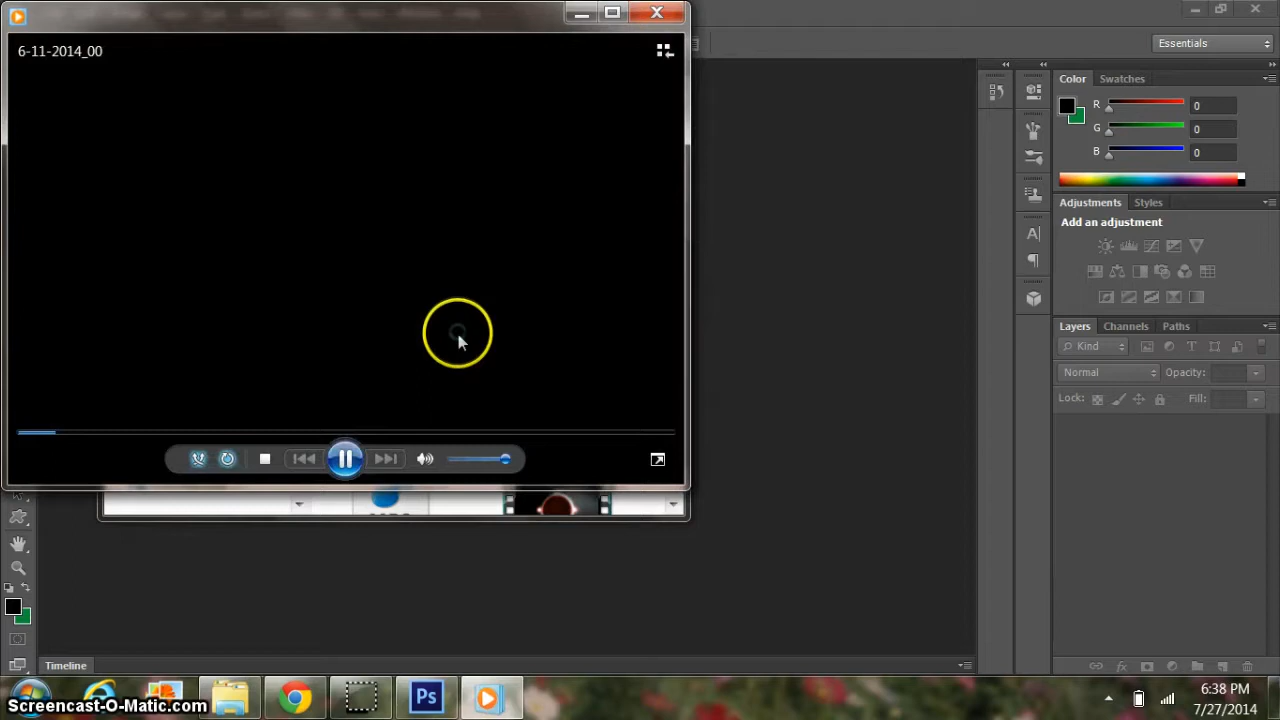 6-11-2014_00
Essentials
Color
Swatches
R
0
G
0
B
0
Adjustments
Styles
Add an adjustment
Layers
Channels
Paths
Kind
Normal
Opacity:
Lock:
Fill:
Timeline
Ps
Screencast-O-Matic.com
6:38 PM
7/27/2014